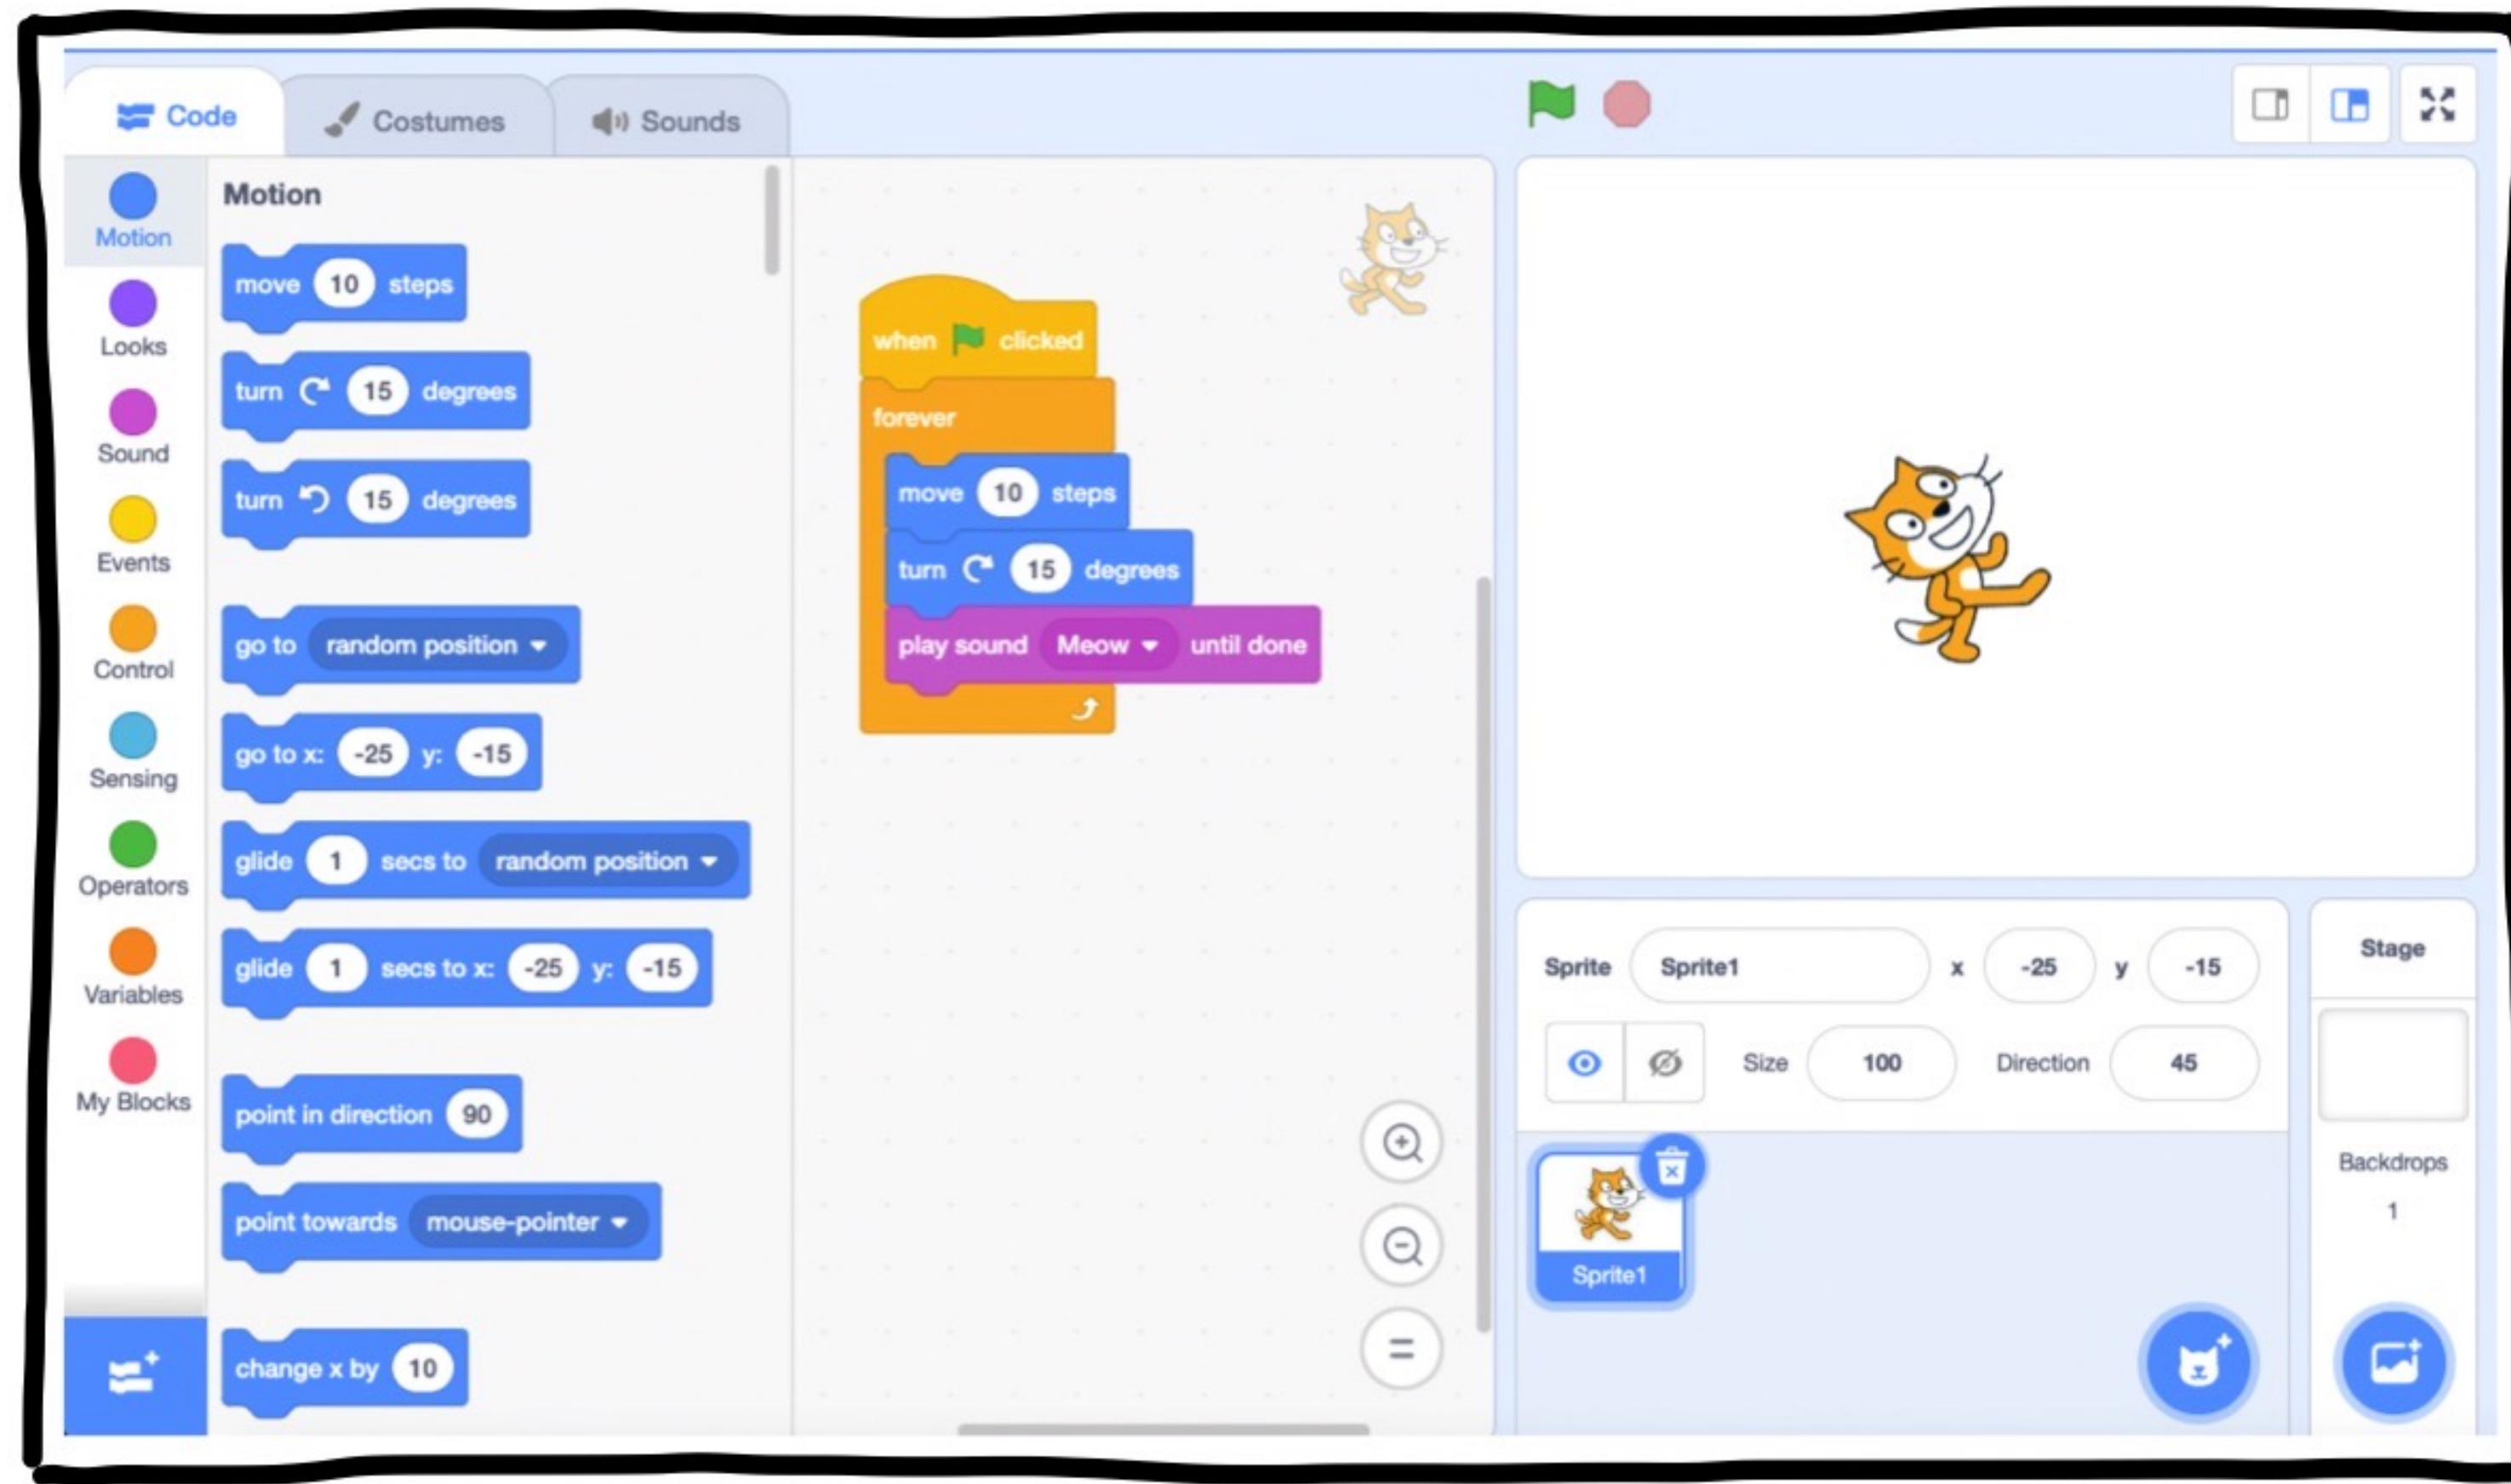 Code
Costumes
Sounds
Motion
Looks
Sound
Events
Control
Sensing
Operators
Variables
My Blocks
Motion
move 10 steps
turn 15 degrees
turn 15 degrees
go to random position
go to x: -25 y: -15
glide 1 secs to random position
glide 1 secs to x: -25 y: -15
point in direction 90
point towards mouse-pointer
change x by 10
when clicked
forever
move 10 steps
turn 15 degrees
play sound Meow until done
Sprite Sprite1 x -25 y -15
Size 100 Direction 45
Sprite1
Stage
Backdrops
1